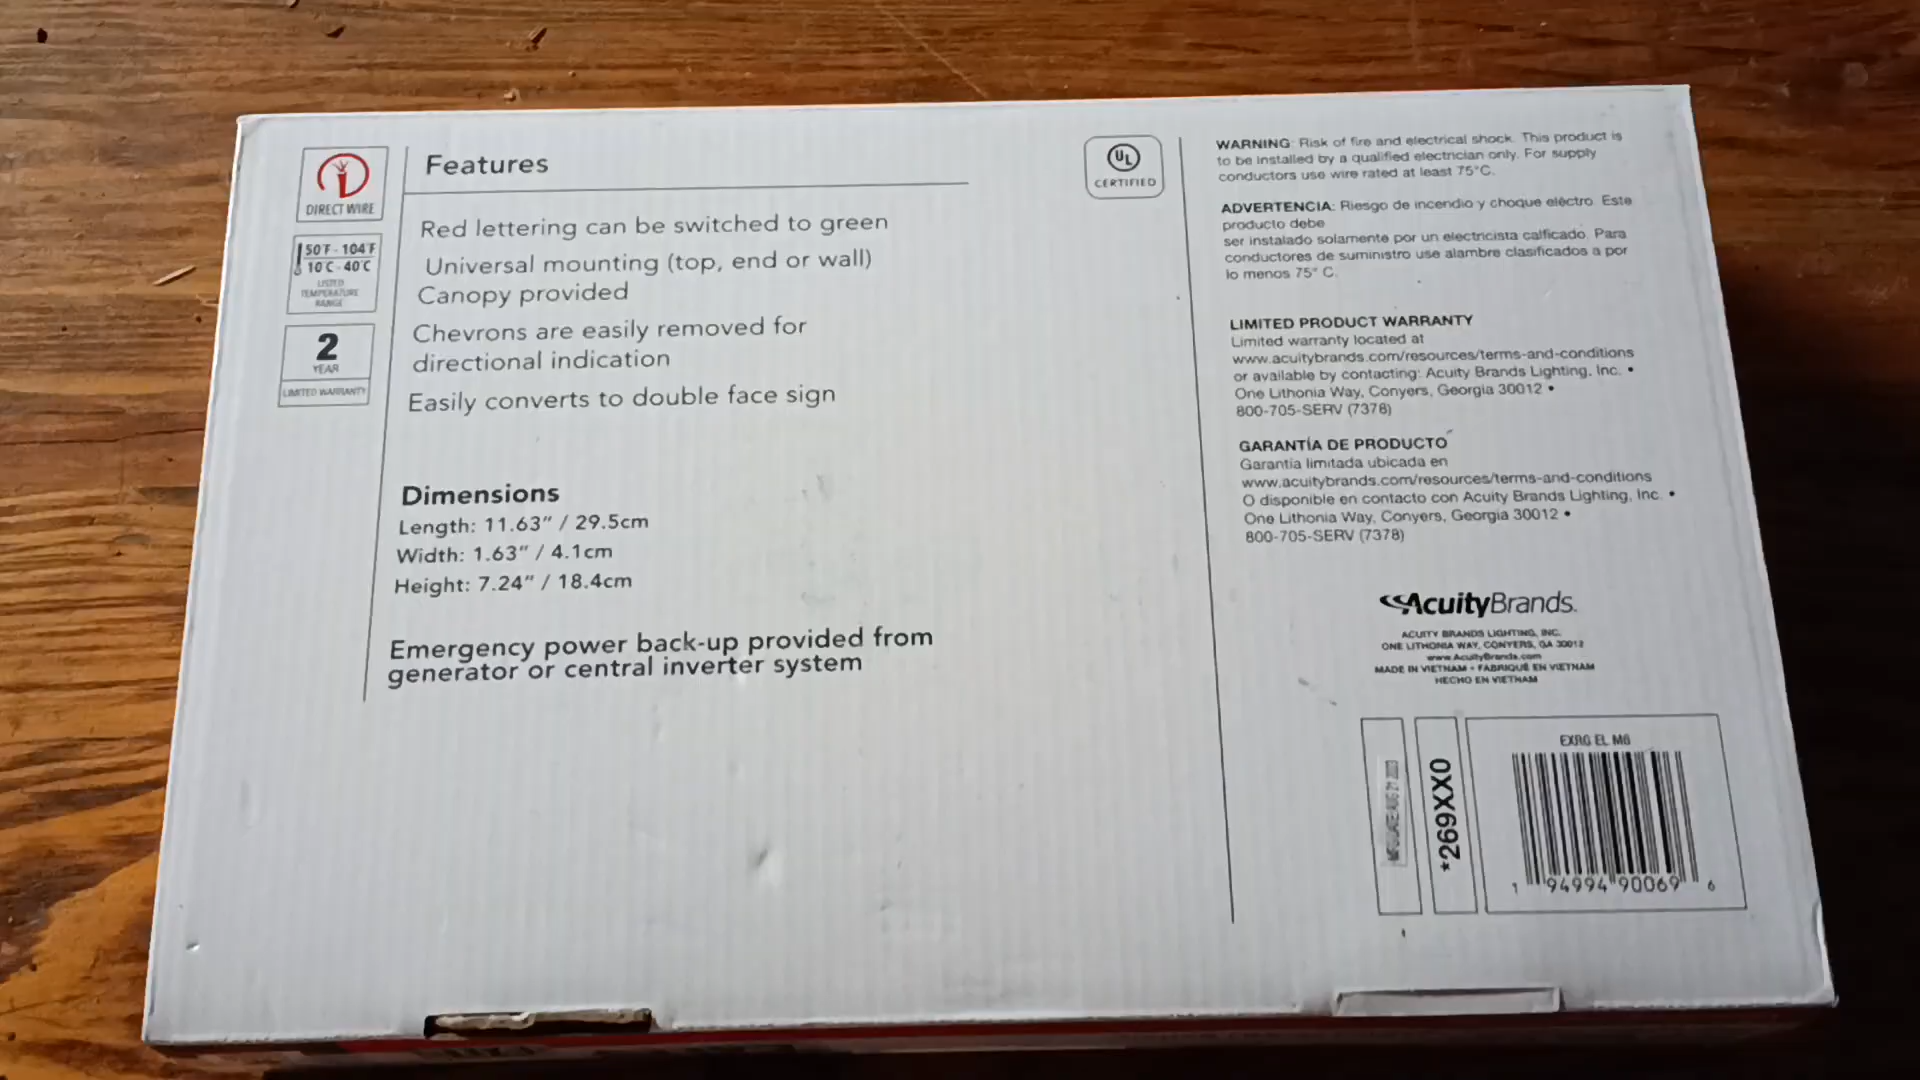 DIRECT WIRE
50°F - 104°F
10°C - 40°C
LISTED
TEMPERATURE
RANGE
2
YEAR
LIMITED WARRANTY
Features
Red lettering can be switched to green
Universal mounting (top, end or wall)
Canopy provided
Chevrons are easily removed for
directional indication
Easily converts to double face sign
Dimensions
Length: 11.63" / 29.5cm
Width: 1.63" / 4.1cm
Height: 7.24" / 18.4cm
Emergency power back-up provided from
generator or central inverter system
UL
CERTIFIED
WARNING: Risk of fire and electrical shock. This product is
to be installed by a qualified electrician only. For supply
conductors use wire rated at least 75°C.
ADVERTENCIA: Riesgo de incendio y choque eléctro. Este
producto debe
ser instalado solamente por un electricista calficado. Para
conductores de suministro use alambre clasificados a por
lo menos 75° C.
LIMITED PRODUCT WARRANTY
Limited warranty located at
www.acuitybrands.com/resources/terms-and-conditions
or available by contacting: Acuity Brands Lighting, Inc. •
One Lithonia Way, Conyers, Georgia 30012 •
800-705-SERV (7378)
GARANTÍA DE PRODUCTO
Garantía limitada ubicada en
www.acuitybrands.com/resources/terms-and-conditions
O disponible en contacto con Acuity Brands Lighting, Inc. •
One Lithonia Way, Conyers, Georgia 30012 •
800-705-SERV (7378)
AcuityBrands.
ACUITY BRANDS LIGHTING, INC.
ONE LITHONIA WAY, CONYERS, GA 30012
www.AcuityBrands.com
MADE IN VIETNAM • FABRIQUÉ EN VIETNAM
HECHO EN VIETNAM
*269XX0
EXRG EL M6
1 94994 90069 6